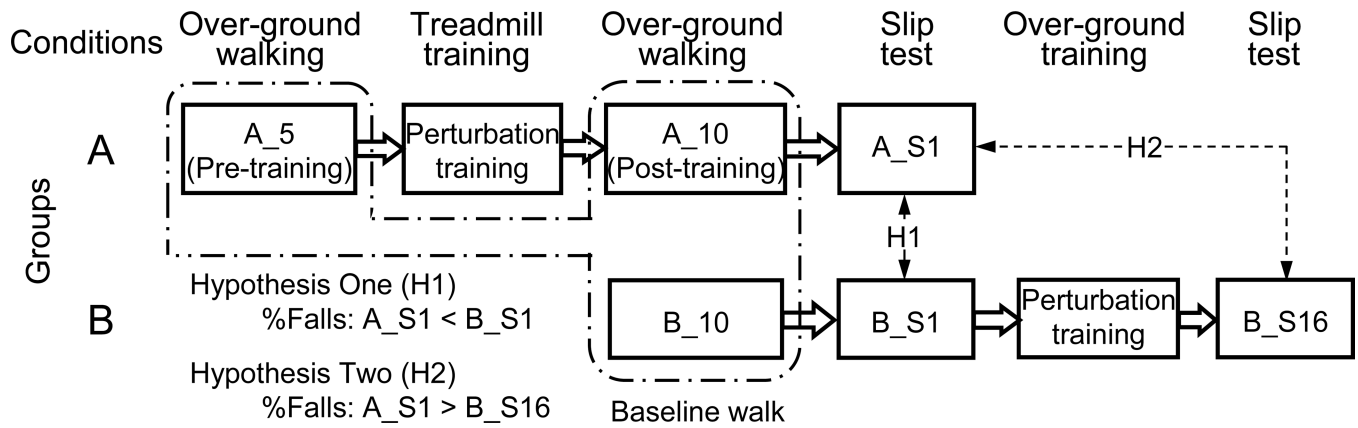 Conditions
Over-ground
walking
Treadmill
training
Over-ground
walking
Slip
test
Over-ground
training
Slip
test
Groups
A
A_5
(Pre-training)
Perturbation
training
A_10
(Post-training)
A_S1
H2
H1
B
B_10
B_S1
Perturbation
training
B_S16
Hypothesis One (H1)
%Falls: A_S1 < B_S1
Hypothesis Two (H2)
%Falls: A_S1 > B_S16
Baseline walk